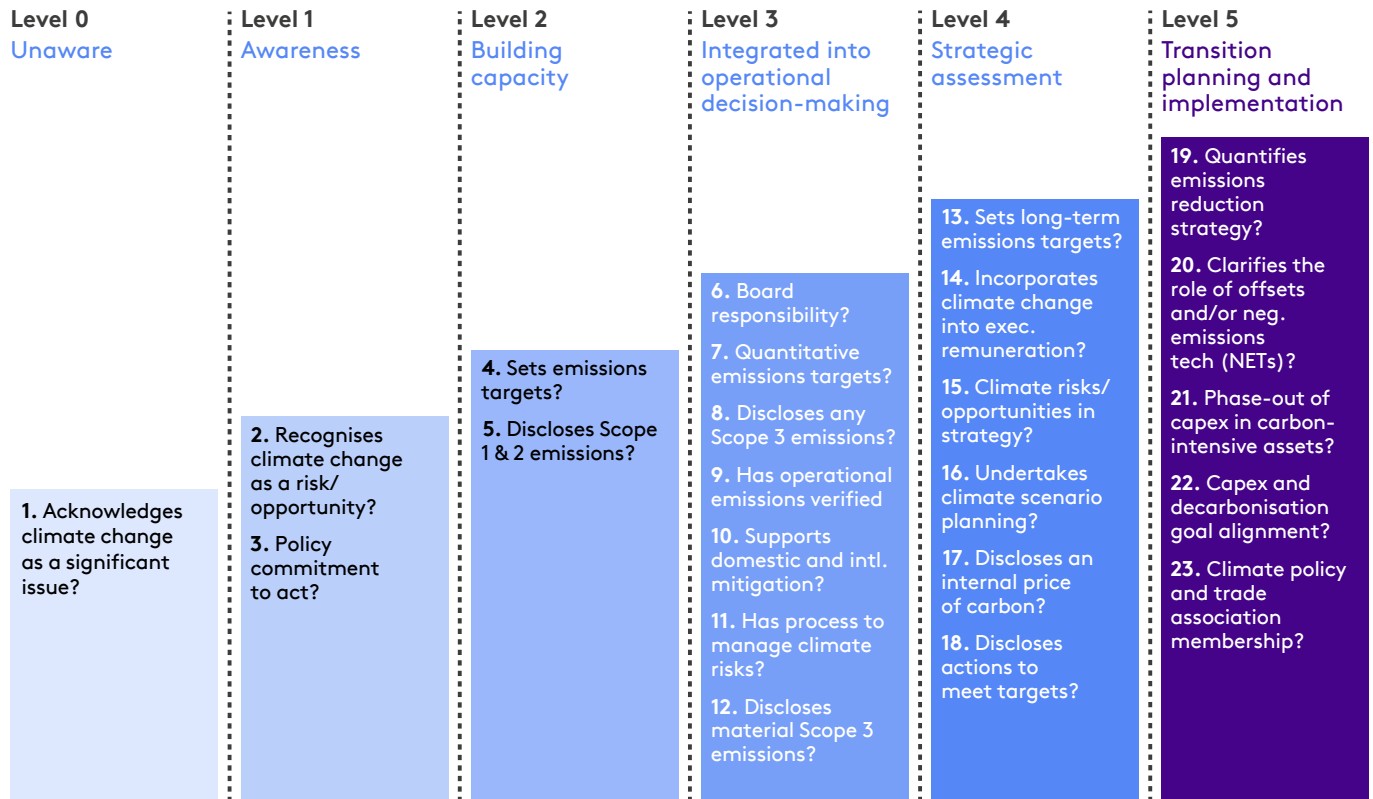 Level 0
Unaware
1. Acknowledges
climate change
as a significant
issue?
Level 1
Awareness
2. Recognises
climate change
as a risk/
opportunity?
3. Policy
commitment
to act?
Level 2
Building
capacity
4. Sets emissions
targets?
5. Discloses Scope
1 & 2 emissions?
Level 3
Integrated into
operational
decision-making
6. Board
responsibility?
7. Quantitative
emissions targets?
8. Discloses any
Scope 3 emissions?
9. Has operational
emissions verified
10. Supports
domestic and intl.
mitigation?
11. Has process to
manage climate
risks?
12. Discloses
material Scope 3
emissions?
Level 4
Strategic
assessment
13. Sets long-term
emissions targets?
14. Incorporates
climate change
into exec.
remuneration?
15. Climate risks/
opportunities in
strategy?
16. Undertakes
climate scenario
planning?
17. Discloses an
internal price
of carbon?
18. Discloses
actions to
meet targets?
Level 5
Transition
planning and
implementation
19. Quantifies
emissions
reduction
strategy?
20. Clarifies the
role of offsets
and/or neg.
emissions
tech (NETs)?
21. Phase-out of
capex in carbon-
intensive assets?
22. Capex and
decarbonisation
goal alignment?
23. Climate policy
and trade
association
membership?